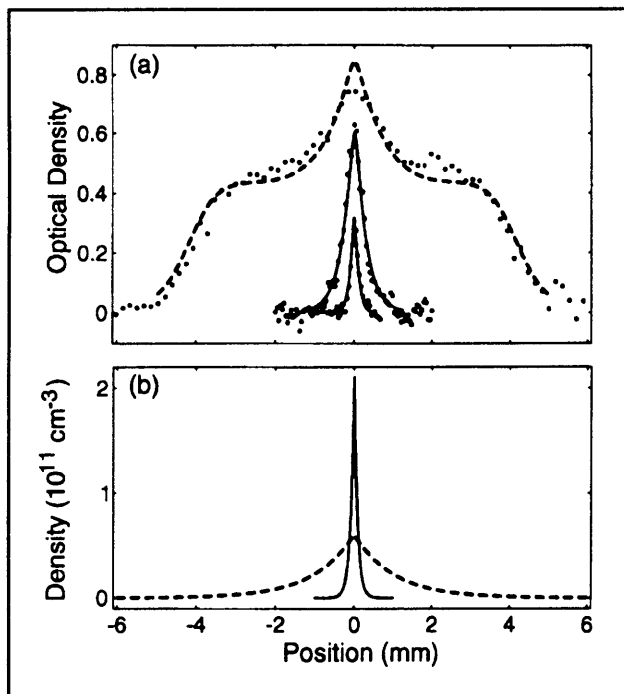 (a)
0.8
0.6
0.4
0.2
0
Optical Density
(b)
2
1
0
Density (10¹¹ cm⁻³)
-6 -4 -2 0 2 4 6
Position (mm)